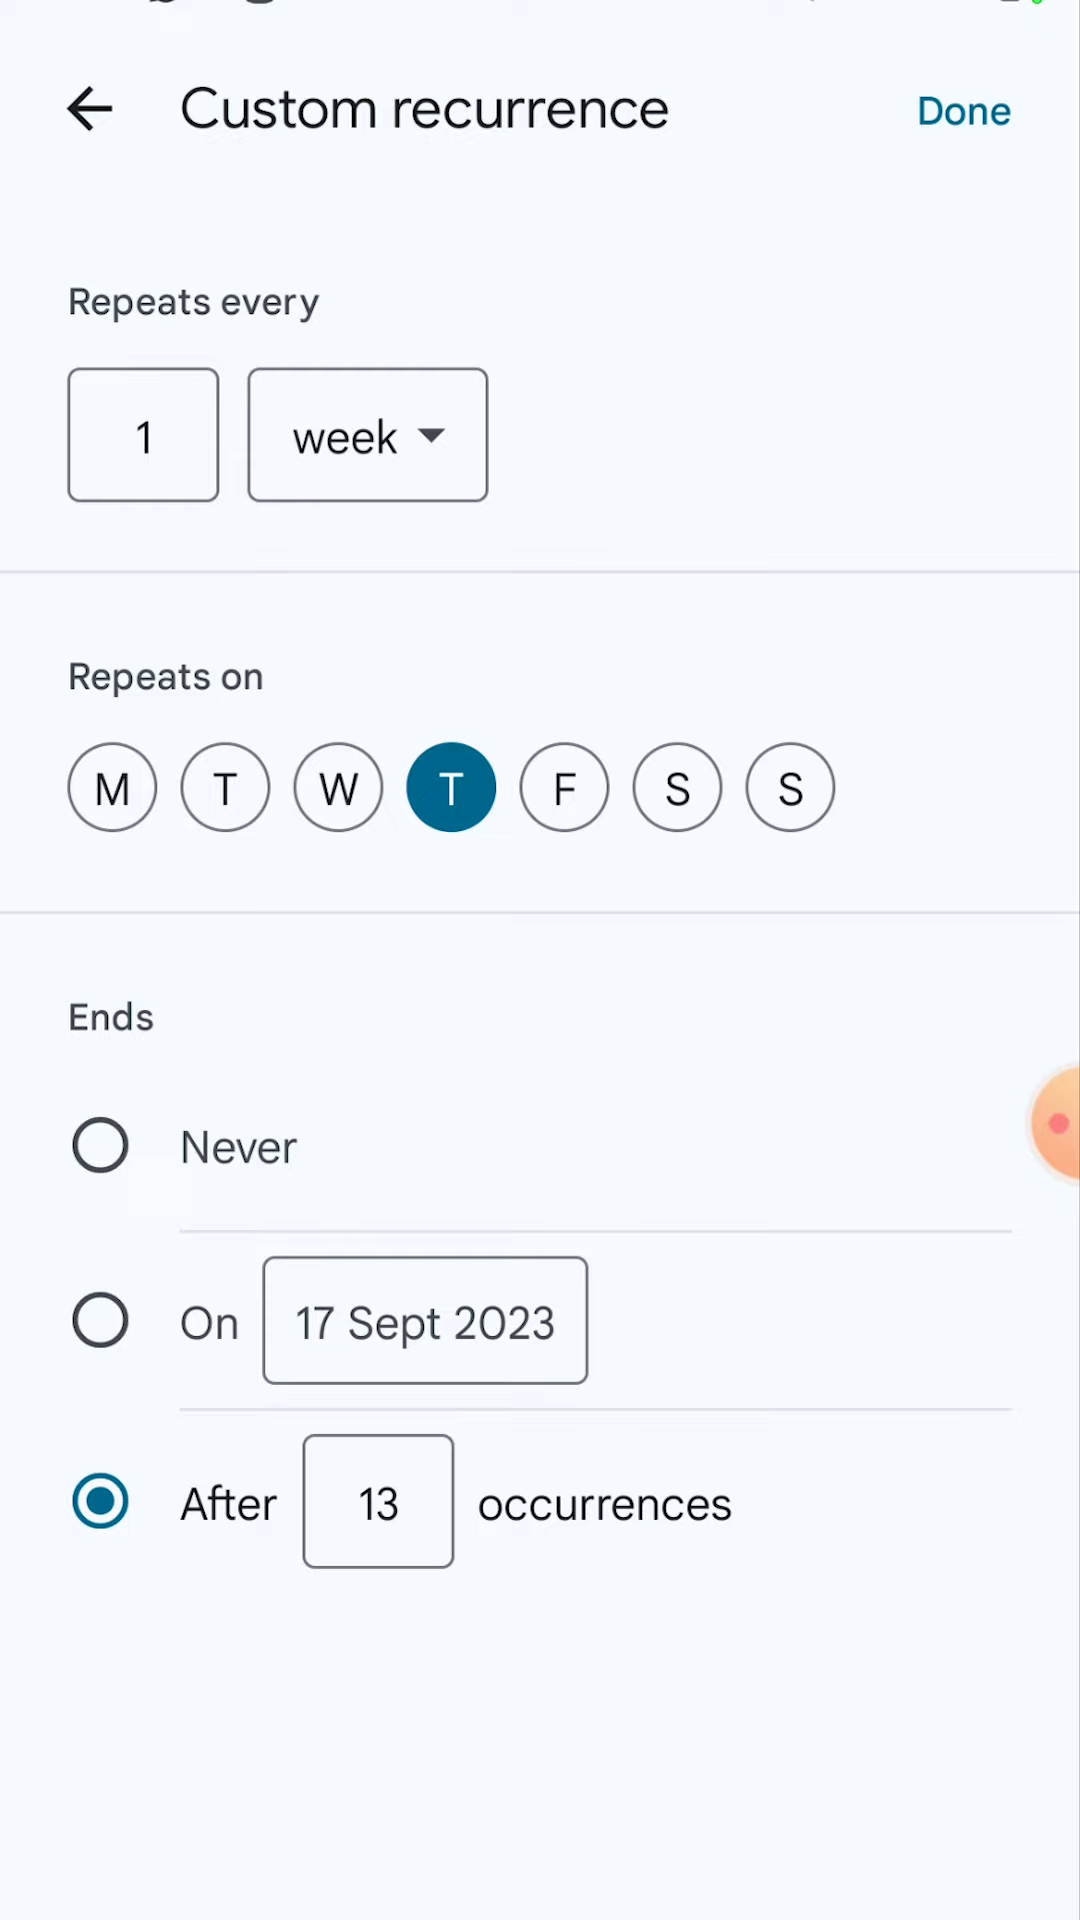 Custom recurrence Done
Repeats every
1 week
Repeats on
M T W T F S S
Ends
Never
On 17 Sept 2023
After 13 occurrences